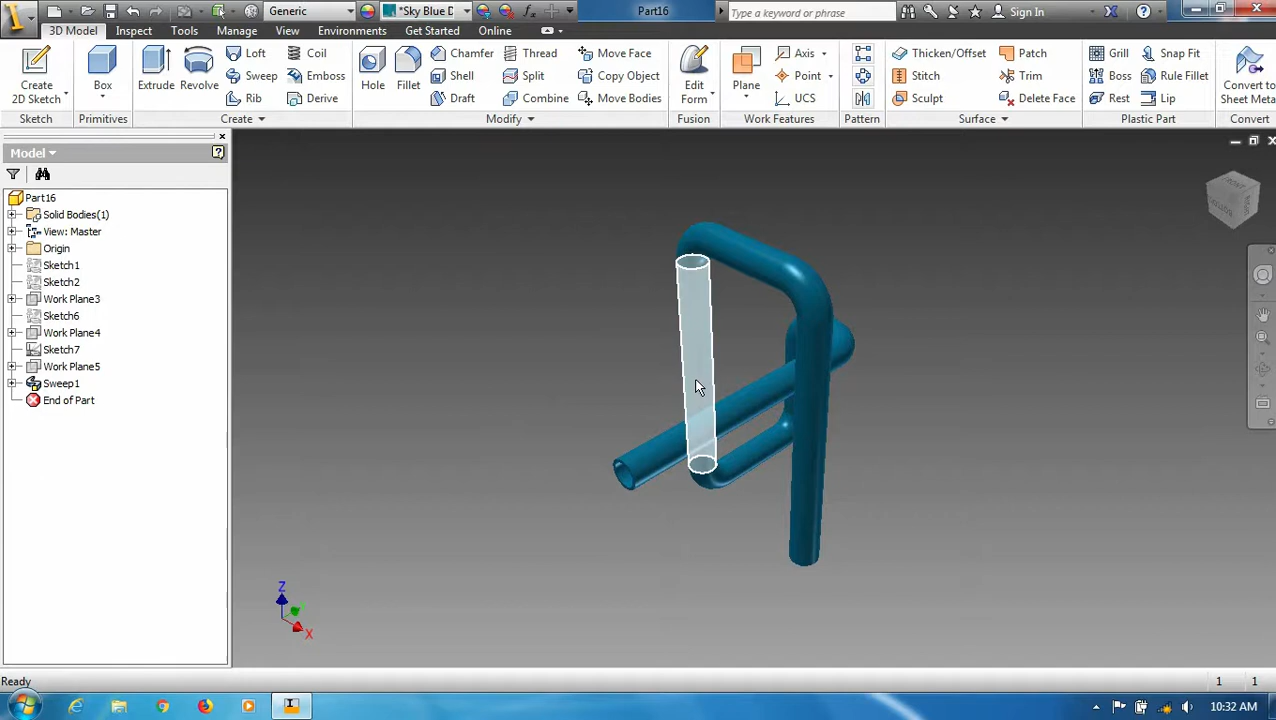 Generic
*Sky Blue D
Part16
Type a keyword or phrase
Sign In
3D Model
Inspect
Tools
Manage
View
Environments
Get Started
Online
Create
2D Sketch
Box
Extrude
Revolve
Loft
Sweep
Rib
Coil
Emboss
Derive
Hole
Fillet
Chamfer
Shell
Draft
Thread
Split
Combine
Move Face
Copy Object
Move Bodies
Edit
Form
Plane
Axis
Point
UCS
Thicken/Offset
Stitch
Sculpt
Patch
Trim
Delete Face
Grill
Boss
Rest
Snap Fit
Rule Fillet
Lip
Convert to
Sheet Meta
Sketch
Primitives
Create
Modify
Fusion
Work Features
Pattern
Surface
Plastic Part
Convert
Model
Part16
Solid Bodies(1)
View: Master
Origin
Sketch1
Sketch2
Work Plane3
Sketch6
Work Plane4
Sketch7
Work Plane5
Sweep1
End of Part
Z
X
Ready
1
1
10:32 AM